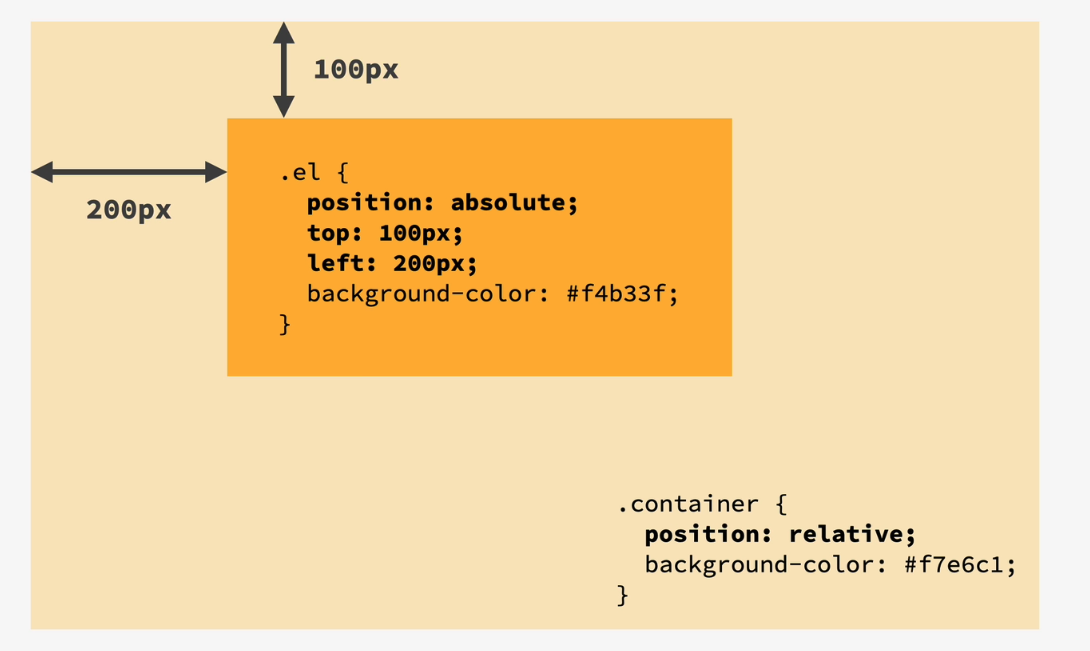 100px
200px
.el {
position: absolute;
top: 100px;
left: 200px;
background-color: #f4b33f;
}
.container {
position: relative;
background-color: #f7e6c1;
}